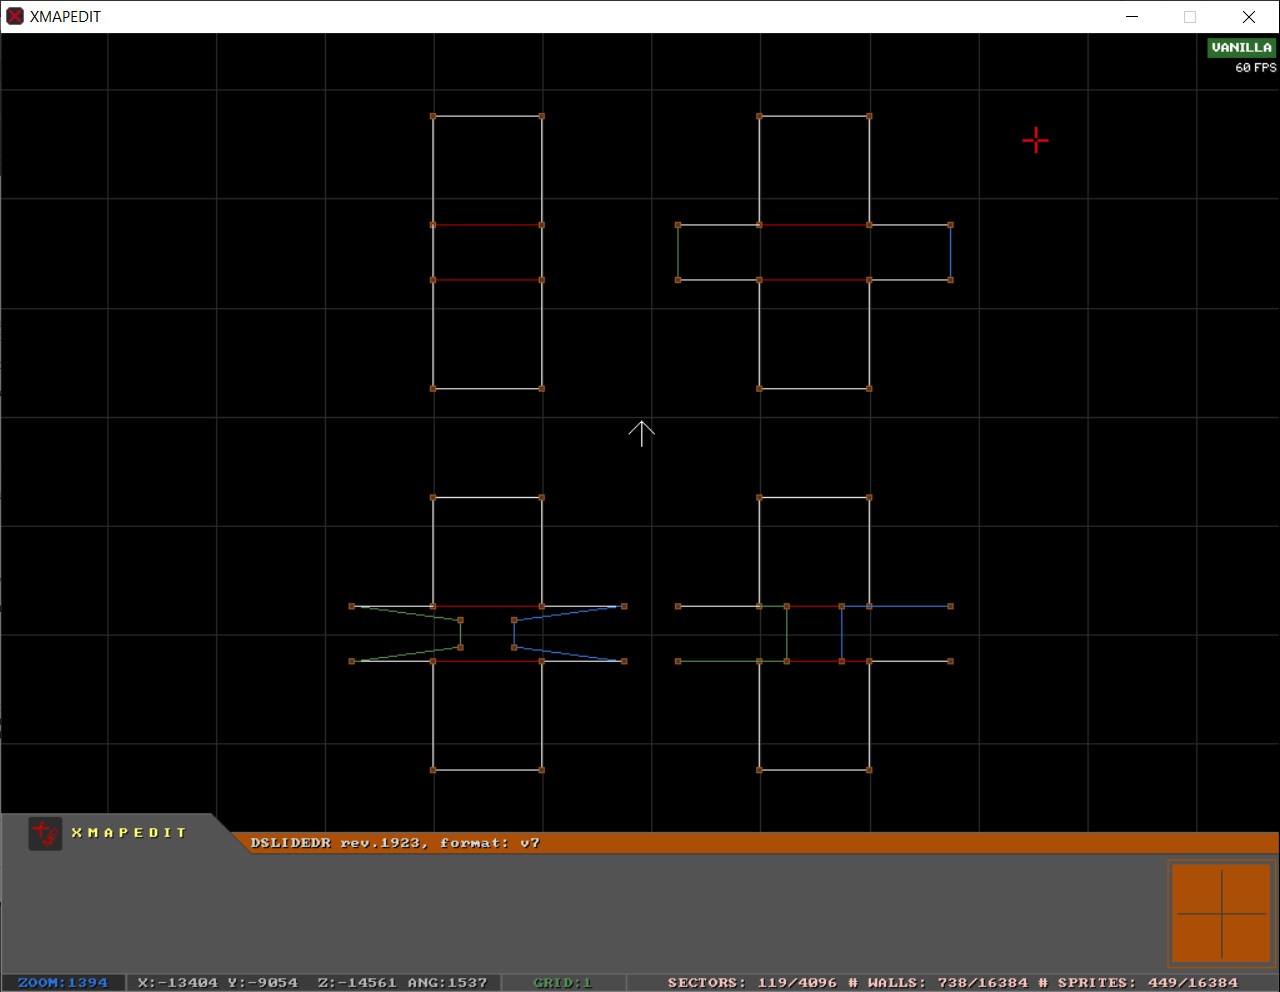 XMAPEDIT
VANILLA
60 FPS
XMAPEDIT
DSLIDEDR rev.1923, format: v7
ZOOM:1394 X:-13404 Y:-9054 Z:-14561 ANG:1537 GRID:1 SECTORS: 119/4096 # WALLS: 738/16384 # SPRITES: 449/16384